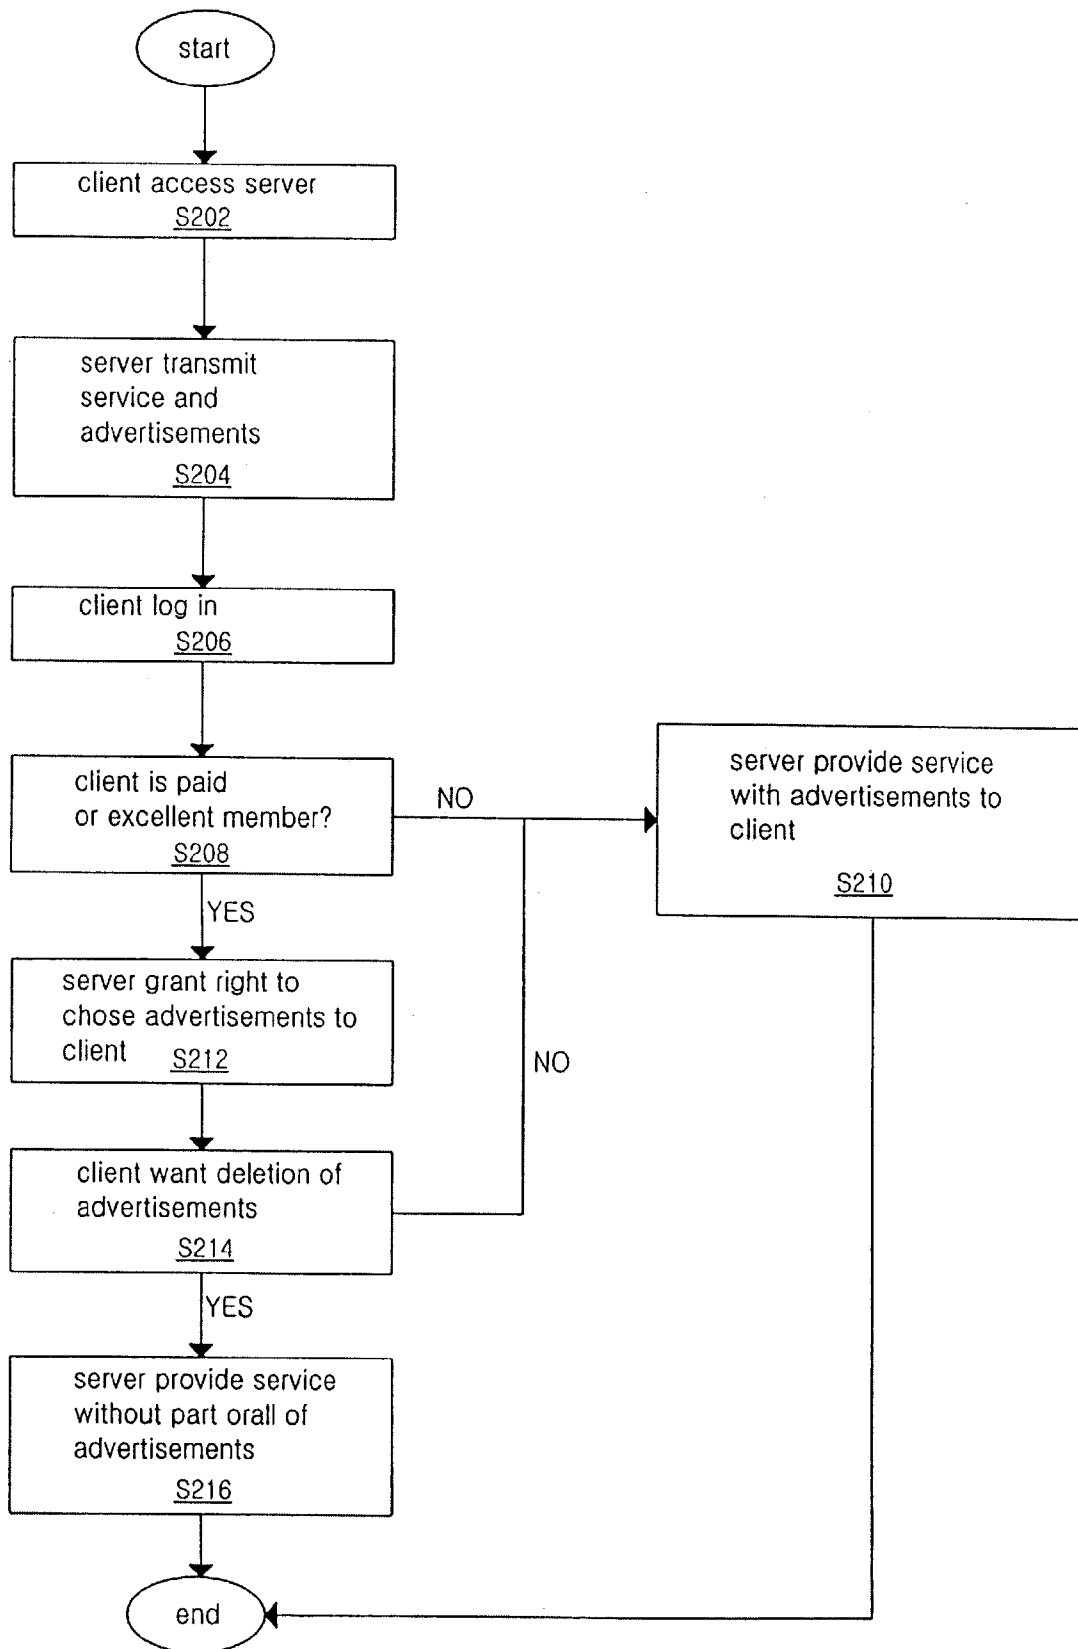 start
client access server
S202
server transmit
service and
advertisements
S204
client log in
S206
client is paid
or excellent member?
S208
NO
server provide service
with advertisements to
client
S210
YES
server grant right to
chose advertisements to
client S212
NO
client want deletion of
advertisements
S214
YES
server provide service
without part orall of
advertisements
S216
end